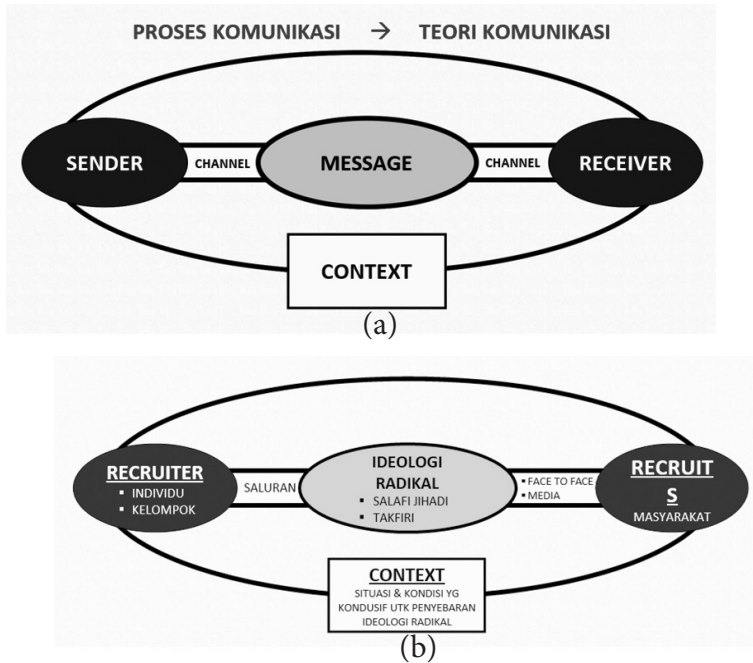 PROSES KOMUNIKASI → TEORI KOMUNIKASI
SENDER
CHANNEL
MESSAGE
CHANNEL
RECEIVER
CONTEXT
(a)
RECRUITER
▪ INDIVIDU
▪ KELOMPOK
SALURAN
IDEOLOGI
RADIKAL
▪ SALAFI JIHADI
▪ TAKFIRI
▪ FACE TO FACE
▪ MEDIA
RECRUIT
S
MASYARAKAT
CONTEXT
SITUASI & KONDISI YG
KONDUSIF UTK PENYEBARAN
IDEOLOGI RADIKAL
(b)